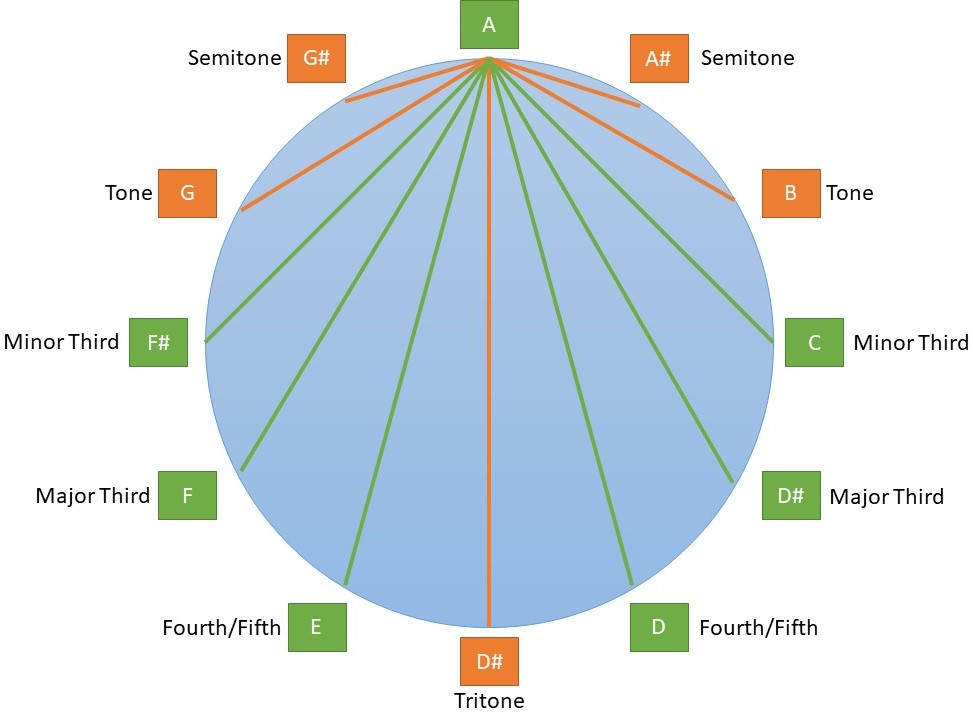 A
Semitone G# A# Semitone
Tone G B Tone
Minor Third F# C Minor Third
Major Third F D# Major Third
Fourth/Fifth E D Fourth/Fifth
D#
Tritone